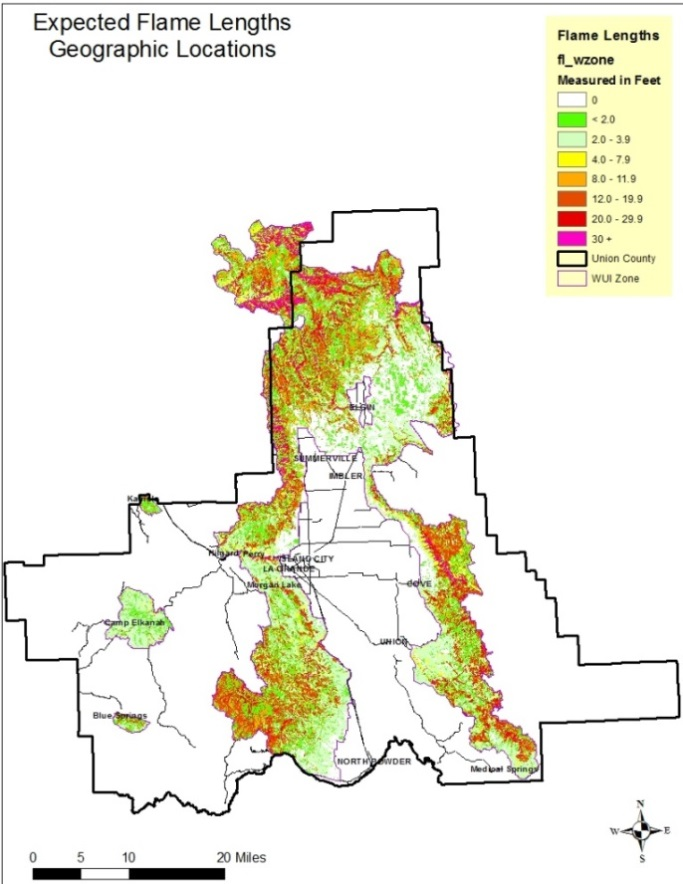 Expected Flame Lengths
Geographic Locations
Flame Lengths
fl_wzone
Measured in Feet
0
< 2.0
2.0 - 3.9
4.0 - 7.9
8.0 - 11.9
12.0 - 19.9
20.0 - 29.9
30 +
Union County
WUI Zone
ELGIN
SUMMERVILLE
IMBLER
Perry
ISLAND CITY
LA GRANDE
Morgan Lake
COVE
Camp Elkanah
UNION
Blue Springs
NORTH POWDER
Medical Springs
N
W
E
S
0 5 10 20 Miles